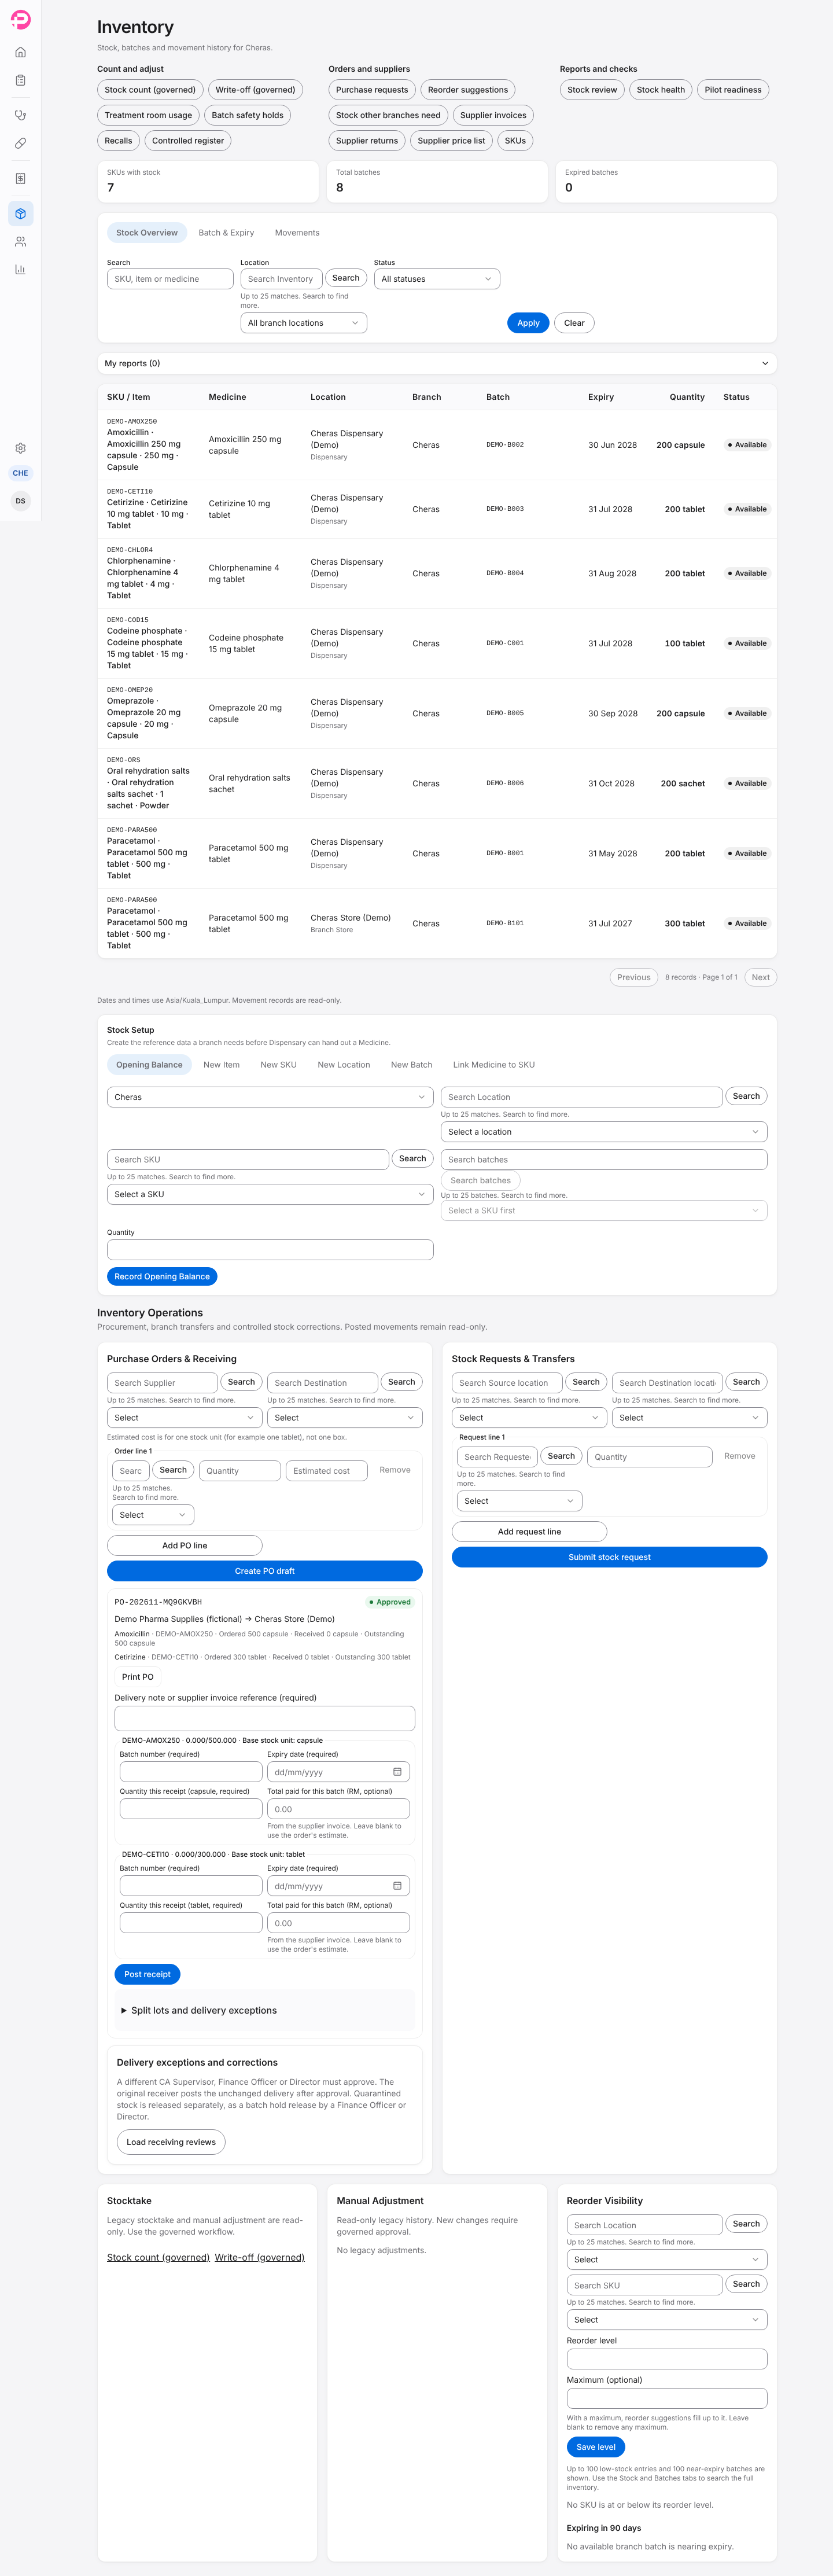 Inventory
Stock, batches and movement history for Cheras.
Count and adjust
Stock count (governed)
Write-off (governed)
Treatment room usage
Batch safety holds
Recalls
Controlled register
Orders and suppliers
Purchase requests
Reorder suggestions
Stock other branches need
Supplier invoices
Supplier returns
Supplier price list
SKUs
Reports and checks
Stock review
Stock health
Pilot readiness
SKUs with stock
7
Total batches
8
Expired batches
0
Stock Overview
Batch & Expiry
Movements
Search
SKU, item or medicine
Location
Search Inventory
Search
Up to 25 matches. Search to find
more.
All branch locations
Status
All statuses
Apply
Clear
My reports (0)
SKU / Item
Medicine
Location
Branch
Batch
Expiry
Quantity
Status
DEMO-AMOX250
Amoxicillin ·
Amoxicillin 250 mg
capsule · 250 mg ·
Capsule
Amoxicillin 250 mg
capsule
Cheras Dispensary
(Demo)
Dispensary
Cheras
DEMO-B002
30 Jun 2028
200 capsule
Available
DEMO-CETI10
Cetirizine · Cetirizine
10 mg tablet · 10 mg ·
Tablet
Cetirizine 10 mg
tablet
Cheras Dispensary
(Demo)
Dispensary
Cheras
DEMO-B003
31 Jul 2028
200 tablet
Available
DEMO-CHLOR4
Chlorphenamine ·
Chlorphenamine 4
mg tablet · 4 mg ·
Tablet
Chlorphenamine 4
mg tablet
Cheras Dispensary
(Demo)
Dispensary
Cheras
DEMO-B004
31 Aug 2028
200 tablet
Available
DEMO-COD15
Codeine phosphate ·
Codeine phosphate
15 mg tablet · 15 mg ·
Tablet
Codeine phosphate
15 mg tablet
Cheras Dispensary
(Demo)
Dispensary
Cheras
DEMO-C001
31 Jul 2028
100 tablet
Available
DEMO-OMEP20
Omeprazole ·
Omeprazole 20 mg
capsule · 20 mg ·
Capsule
Omeprazole 20 mg
capsule
Cheras Dispensary
(Demo)
Dispensary
Cheras
DEMO-B005
30 Sep 2028
200 capsule
Available
DEMO-ORS
Oral rehydration salts
· Oral rehydration
salts sachet · 1
sachet · Powder
Oral rehydration salts
sachet
Cheras Dispensary
(Demo)
Dispensary
Cheras
DEMO-B006
31 Oct 2028
200 sachet
Available
DEMO-PARA500
Paracetamol ·
Paracetamol 500 mg
tablet · 500 mg ·
Tablet
Paracetamol 500 mg
tablet
Cheras Dispensary
(Demo)
Dispensary
Cheras
DEMO-B001
31 May 2028
200 tablet
Available
DEMO-PARA500
Paracetamol ·
Paracetamol 500 mg
tablet · 500 mg ·
Tablet
Paracetamol 500 mg
tablet
Cheras Store (Demo)
Branch Store
Cheras
DEMO-B101
31 Jul 2027
300 tablet
Available
CHE
DS
Previous
8 records · Page 1 of 1
Next
Dates and times use Asia/Kuala_Lumpur. Movement records are read-only.
Stock Setup
Create the reference data a branch needs before Dispensary can hand out a Medicine.
Opening Balance
New Item
New SKU
New Location
New Batch
Link Medicine to SKU
Cheras
Search Location
Search
Up to 25 matches. Search to find more.
Select a location
Search SKU
Search
Up to 25 matches. Search to find more.
Select a SKU
Search batches
Search batches
Up to 25 batches. Search to find more.
Select a SKU first
Quantity
Record Opening Balance
Inventory Operations
Procurement, branch transfers and controlled stock corrections. Posted movements remain read-only.
Purchase Orders & Receiving
Search Supplier
Search
Search Destination
Search
Up to 25 matches. Search to find more.
Up to 25 matches. Search to find more.
Select
Select
Estimated cost is for one stock unit (for example one tablet), not one box.
Order line 1
Searc
Search
Quantity
Estimated cost
Remove
Up to 25 matches.
Search to find more.
Select
Add PO line
Create PO draft
PO-202611-MQ9GKVBH
Approved
Demo Pharma Supplies (fictional) → Cheras Store (Demo)
Amoxicillin · DEMO-AMOX250 · Ordered 500 capsule · Received 0 capsule · Outstanding
500 capsule
Cetirizine · DEMO-CETI10 · Ordered 300 tablet · Received 0 tablet · Outstanding 300 tablet
Print PO
Delivery note or supplier invoice reference (required)
DEMO-AMOX250 · 0.000/500.000 · Base stock unit: capsule
Batch number (required)
Expiry date (required)
dd/mm/yyyy
Quantity this receipt (capsule, required)
Total paid for this batch (RM, optional)
0.00
From the supplier invoice. Leave blank to
use the order's estimate.
DEMO-CETI10 · 0.000/300.000 · Base stock unit: tablet
Batch number (required)
Expiry date (required)
dd/mm/yyyy
Quantity this receipt (tablet, required)
Total paid for this batch (RM, optional)
0.00
From the supplier invoice. Leave blank to
use the order's estimate.
Post receipt
Split lots and delivery exceptions
Delivery exceptions and corrections
A different CA Supervisor, Finance Officer or Director must approve. The
original receiver posts the unchanged delivery after approval. Quarantined
stock is released separately, as a batch hold release by a Finance Officer or
Director.
Load receiving reviews
Stock Requests & Transfers
Search Source location
Search
Search Destination locati
Search
Up to 25 matches. Search to find more.
Up to 25 matches. Search to find more.
Select
Select
Request line 1
Search Requeste
Search
Quantity
Remove
Up to 25 matches. Search to find
more.
Select
Add request line
Submit stock request
Stocktake
Legacy stocktake and manual adjustment are read-
only. Use the governed workflow.
Stock count (governed)
Write-off (governed)
Manual Adjustment
Read-only legacy history. New changes require
governed approval.
No legacy adjustments.
Reorder Visibility
Search Location
Search
Up to 25 matches. Search to find more.
Select
Search SKU
Search
Up to 25 matches. Search to find more.
Select
Reorder level
Maximum (optional)
With a maximum, reorder suggestions fill up to it. Leave
blank to remove any maximum.
Save level
Up to 100 low-stock entries and 100 near-expiry batches are
shown. Use the Stock and Batches tabs to search the full
inventory.
No SKU is at or below its reorder level.
Expiring in 90 days
No available branch batch is nearing expiry.